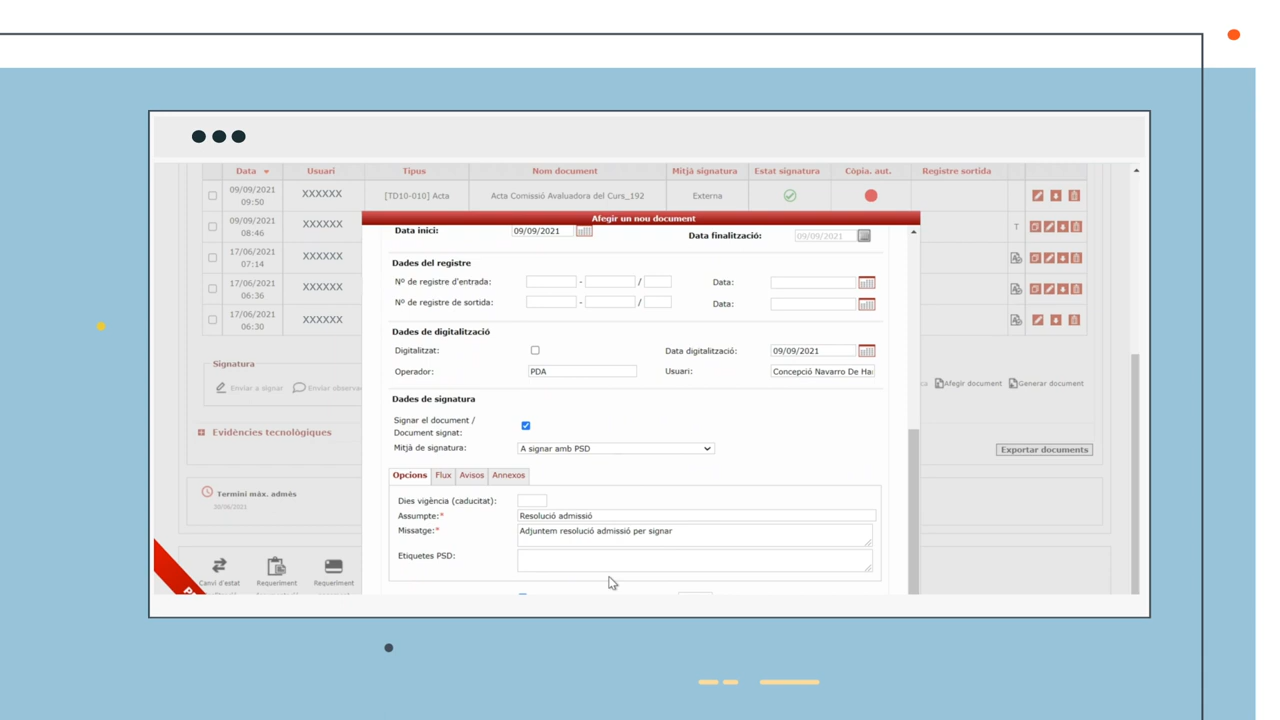 Data Usuari Tipus Nom document Mitjà signatura Estat signatura Còpia. aut. Registre sortida
09/09/2021 09:50 XXXXXX [TD10-010] Acta Acta Comissió Avaluadora del Curs_192 Externa
Afegir un nou document
09/09/2021 08:46 XXXXXX T
17/06/2021 07:14 XXXXXX
17/06/2021 06:36 XXXXXX
17/06/2021 06:30 XXXXXX
Signatura
Enviar a signar Enviar observa
Afegir document Generar document
Evidències tecnològiques
Exportar documents
Termini màx. admès
30/06/2021
Canvi d'estat Requeriment Requeriment
Data inici: 09/09/2021 Data finalització: 09/09/2021
Dades del registre
Nº de registre d'entrada: - / Data:
Nº de registre de sortida: - / Data:
Dades de digitalització
Digitalitzat: Data digitalització: 09/09/2021
Operador: PDA Usuari: Concepció Navarro De Ha
Dades de signatura
Signar el document /
Document signat:
Mitjà de signatura: A signar amb PSD
Opcions Flux Avisos Annexos
Dies vigència (caducitat):
Assumpte:* Resolució admissió
Missatge:* Adjuntem resolució admissió per signar
Etiquetes PSD: